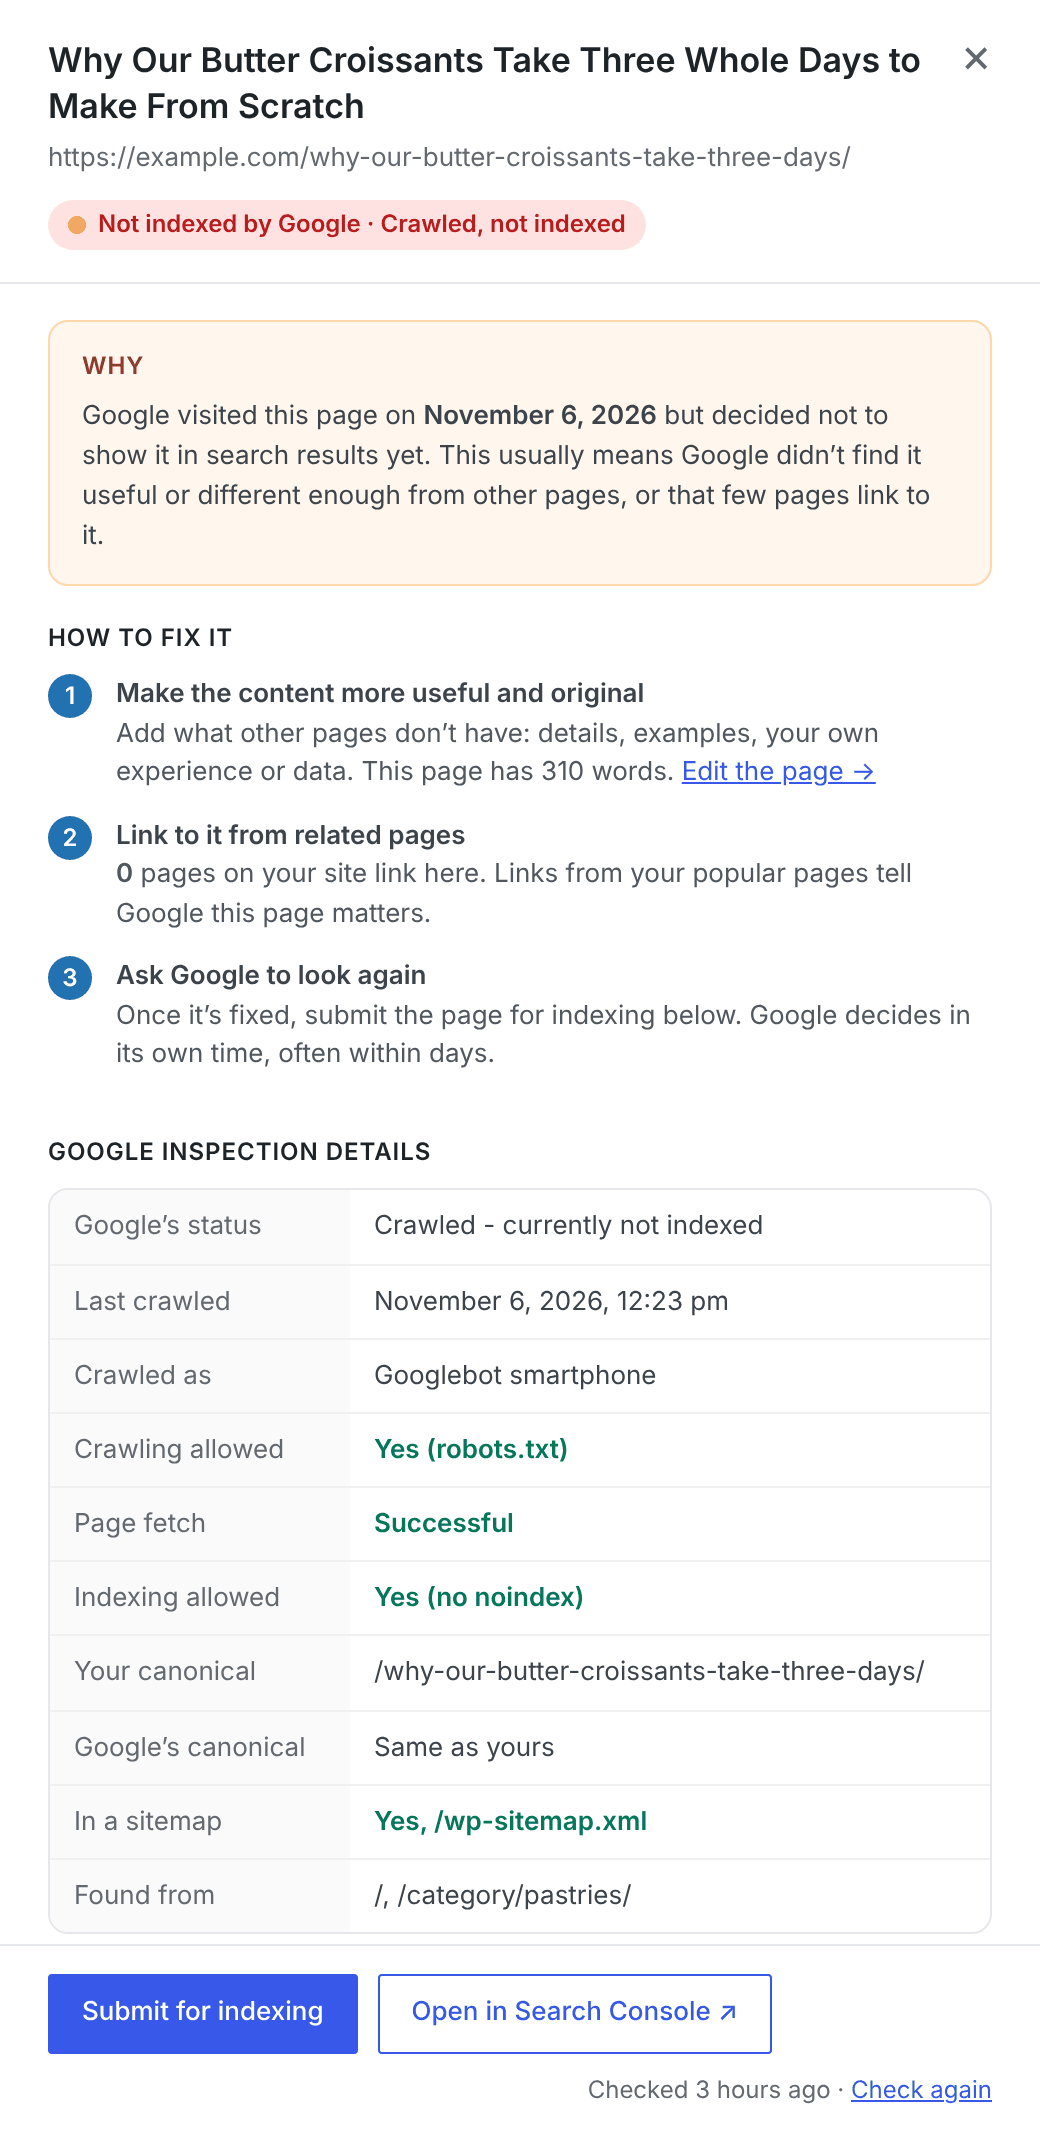 Why Our Butter Croissants Take Three Whole Days to
Make From Scratch
https://example.com/why-our-butter-croissants-take-three-days/
Not indexed by Google · Crawled, not indexed
WHY
Google visited this page on November 6, 2026 but decided not to
show it in search results yet. This usually means Google didn’t find it
useful or different enough from other pages, or that few pages link to
it.
HOW TO FIX IT
1 Make the content more useful and original
Add what other pages don’t have: details, examples, your own
experience or data. This page has 310 words. Edit the page →
2 Link to it from related pages
0 pages on your site link here. Links from your popular pages tell
Google this page matters.
3 Ask Google to look again
Once it’s fixed, submit the page for indexing below. Google decides in
its own time, often within days.
GOOGLE INSPECTION DETAILS
Google’s status Crawled - currently not indexed
Last crawled November 6, 2026, 12:23 pm
Crawled as Googlebot smartphone
Crawling allowed Yes (robots.txt)
Page fetch Successful
Indexing allowed Yes (no noindex)
Your canonical /why-our-butter-croissants-take-three-days/
Google’s canonical Same as yours
In a sitemap Yes, /wp-sitemap.xml
Found from /, /category/pastries/
Submit for indexing Open in Search Console ↗
Checked 3 hours ago · Check again